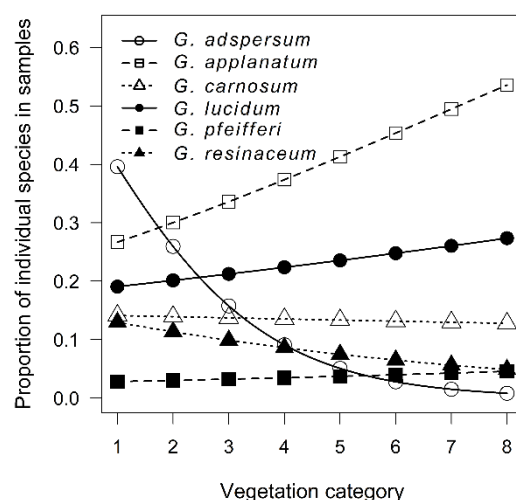 0.6
0.5
0.4
0.3
0.2
0.1
0.0
Proportion of individual species in samples
G. adspersum
G. applanatum
G. carnosum
G. lucidum
G. pfeifferi
G. resinaceum
1 2 3 4 5 6 7 8
Vegetation category